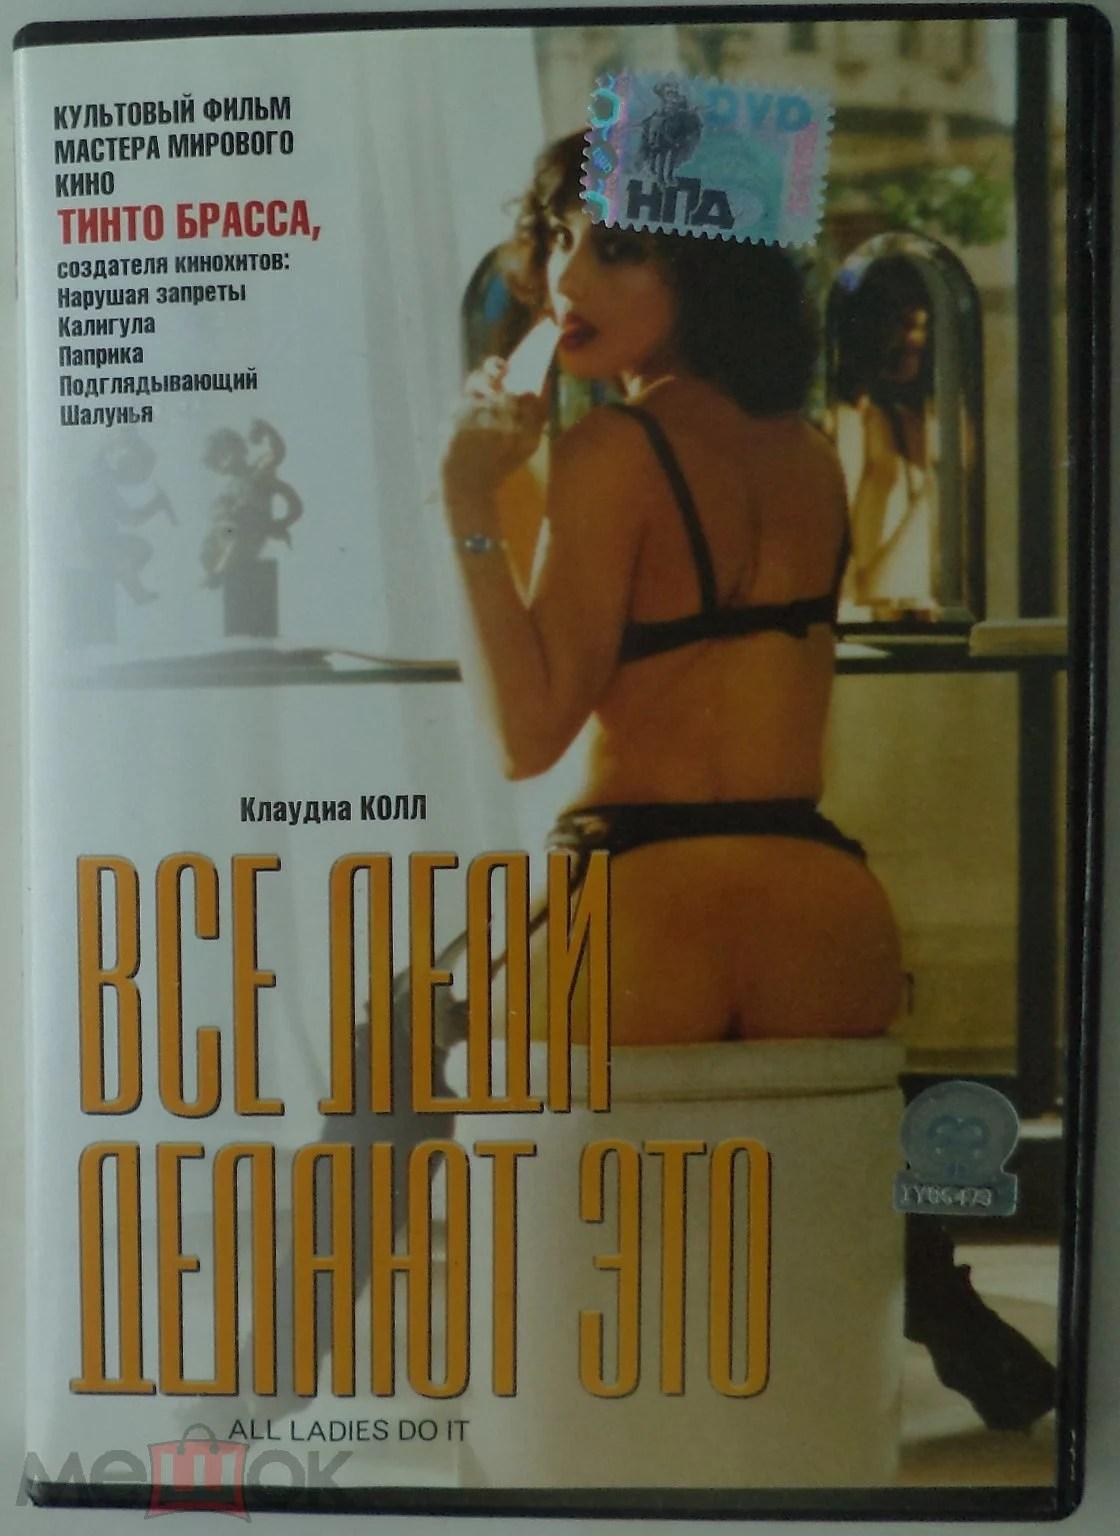 КУЛЬТОВЫЙ ФИЛЬМ
МАСТЕРА МИРОВОГО
КИНО
ТИНТО БРАССА,
СОЗДАТЕЛЯ КИНОХИТОВ:
Нарушая запреты
Калигула
Паприка
Подглядывающий
Шалунья
DVD
НПД
Клаудиа КОЛЛ
ВСЕ ЛЕДИ
ДЕЛАЮТ ЭТО
ALL LADIES DO IT
мешок